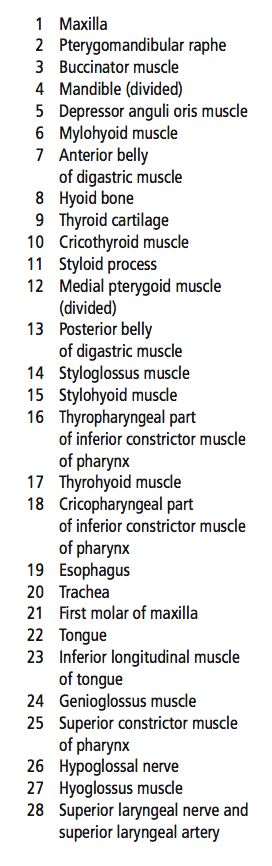 1 Maxilla
2 Pterygomandibular raphe
3 Buccinator muscle
4 Mandible (divided)
5 Depressor anguli oris muscle
6 Mylohyoid muscle
7 Anterior belly
of digastric muscle
8 Hyoid bone
9 Thyroid cartilage
10 Cricothyroid muscle
11 Styloid process
12 Medial pterygoid muscle
(divided)
13 Posterior belly
of digastric muscle
14 Styloglossus muscle
15 Stylohyoid muscle
16 Thyropharyngeal part
of inferior constrictor muscle
of pharynx
17 Thyrohyoid muscle
18 Cricopharyngeal part
of inferior constrictor muscle
of pharynx
19 Esophagus
20 Trachea
21 First molar of maxilla
22 Tongue
23 Inferior longitudinal muscle
of tongue
24 Genioglossus muscle
25 Superior constrictor muscle
of pharynx
26 Hypoglossal nerve
27 Hyoglossus muscle
28 Superior laryngeal nerve and
superior laryngeal artery